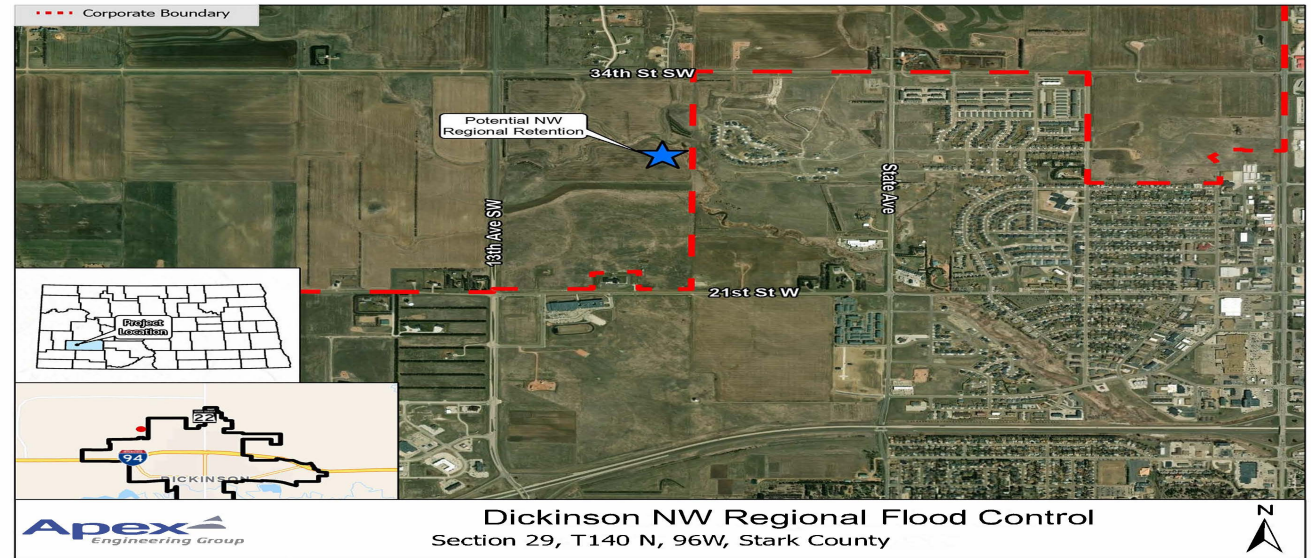 Corporate Boundary
34th St SW
Potential NW
Regional Retention
State Ave
13th Ave SW
21st St W
Project
Location
22
94
DICKINSON
Apex
Engineering Group
Dickinson NW Regional Flood Control
Section 29, T140 N, 96W, Stark County
N